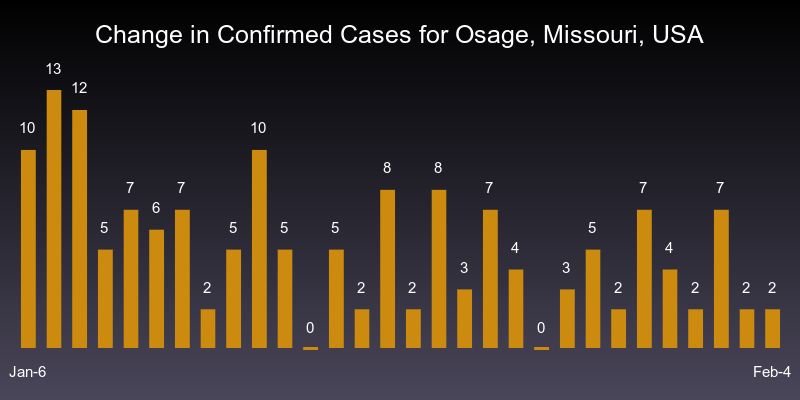 Change in Confirmed Cases for Osage, Missouri, USA
10 13 12 5 7 6 7 2 5 10 5 0 5 2 8 2 8 3 7 4 0 3 5 2 7 4 2 7 2 2
Jan-6 Feb-4